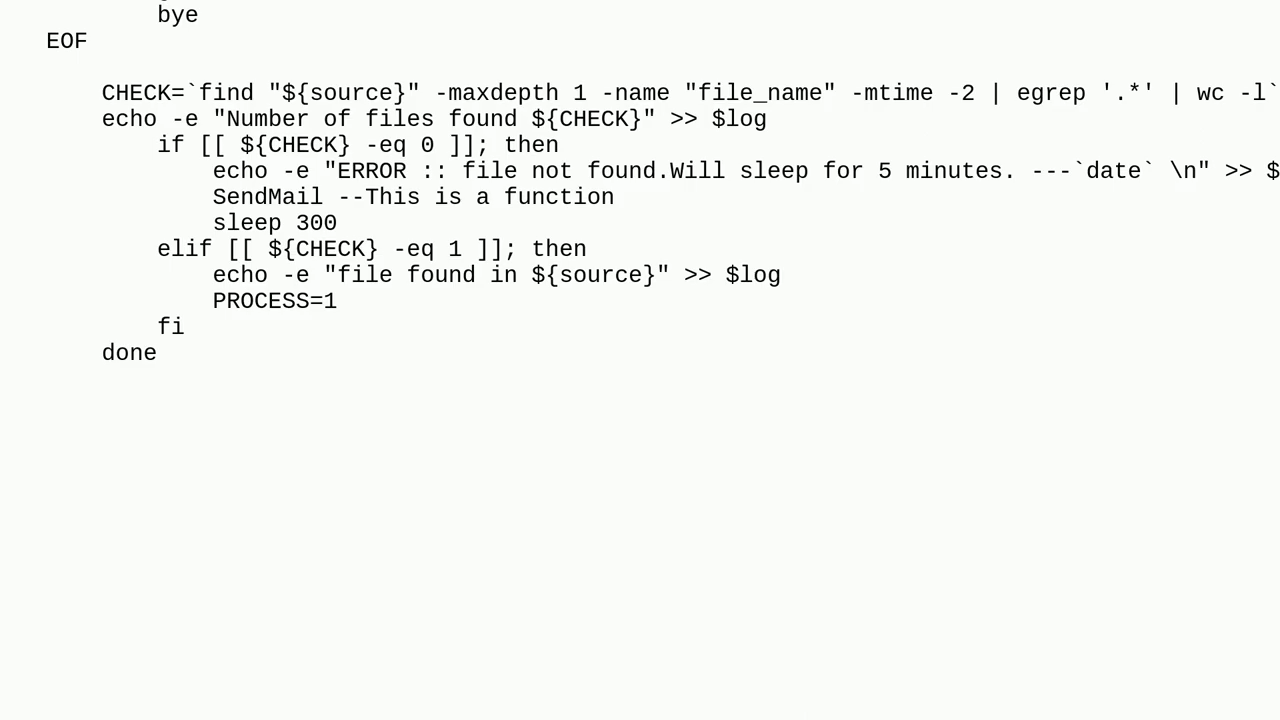 bye
EOF
CHECK=`find "${source}" -maxdepth 1 -name "file_name" -mtime -2 | egrep '.*' | wc -l`
echo -e "Number of files found ${CHECK}" >> $log
if [[ ${CHECK} -eq 0 ]]; then
echo -e "ERROR :: file not found.Will sleep for 5 minutes. ---`date` \n" >> $
SendMail --This is a function
sleep 300
elif [[ ${CHECK} -eq 1 ]]; then
echo -e "file found in ${source}" >> $log
PROCESS=1
fi
done